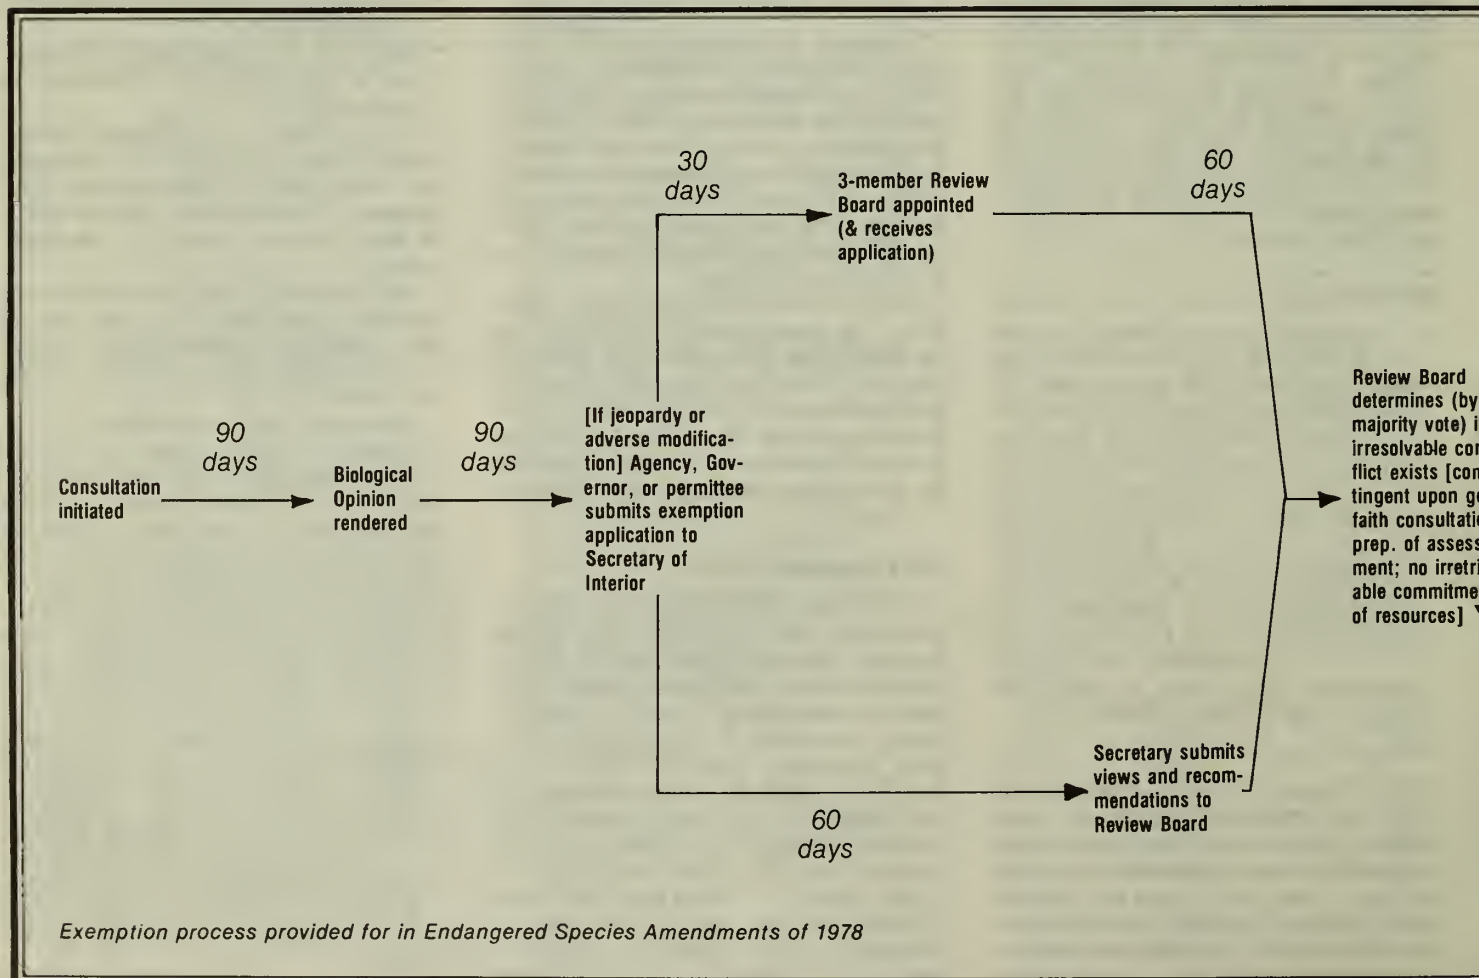 30
days
3-member Review
Board appointed
(& receives
application)
60
days
90
days
Consultation
initiated
Biological
Opinion
rendered
90
days
[If jeopardy or
adverse modifica-
tion] Agency, Gov-
ernor, or permittee
submits exemption
application to
Secretary of
Interior
Review Board
determines (by
majority vote)
irresolvable
flict exists
tingent upon
faith
prep. of assess
ment; no
able
of resources]
Secretary submits
views and recom-
mendations to
Review Board
60
days
Exemption process provided for in Endangered Species Amendments of 1978